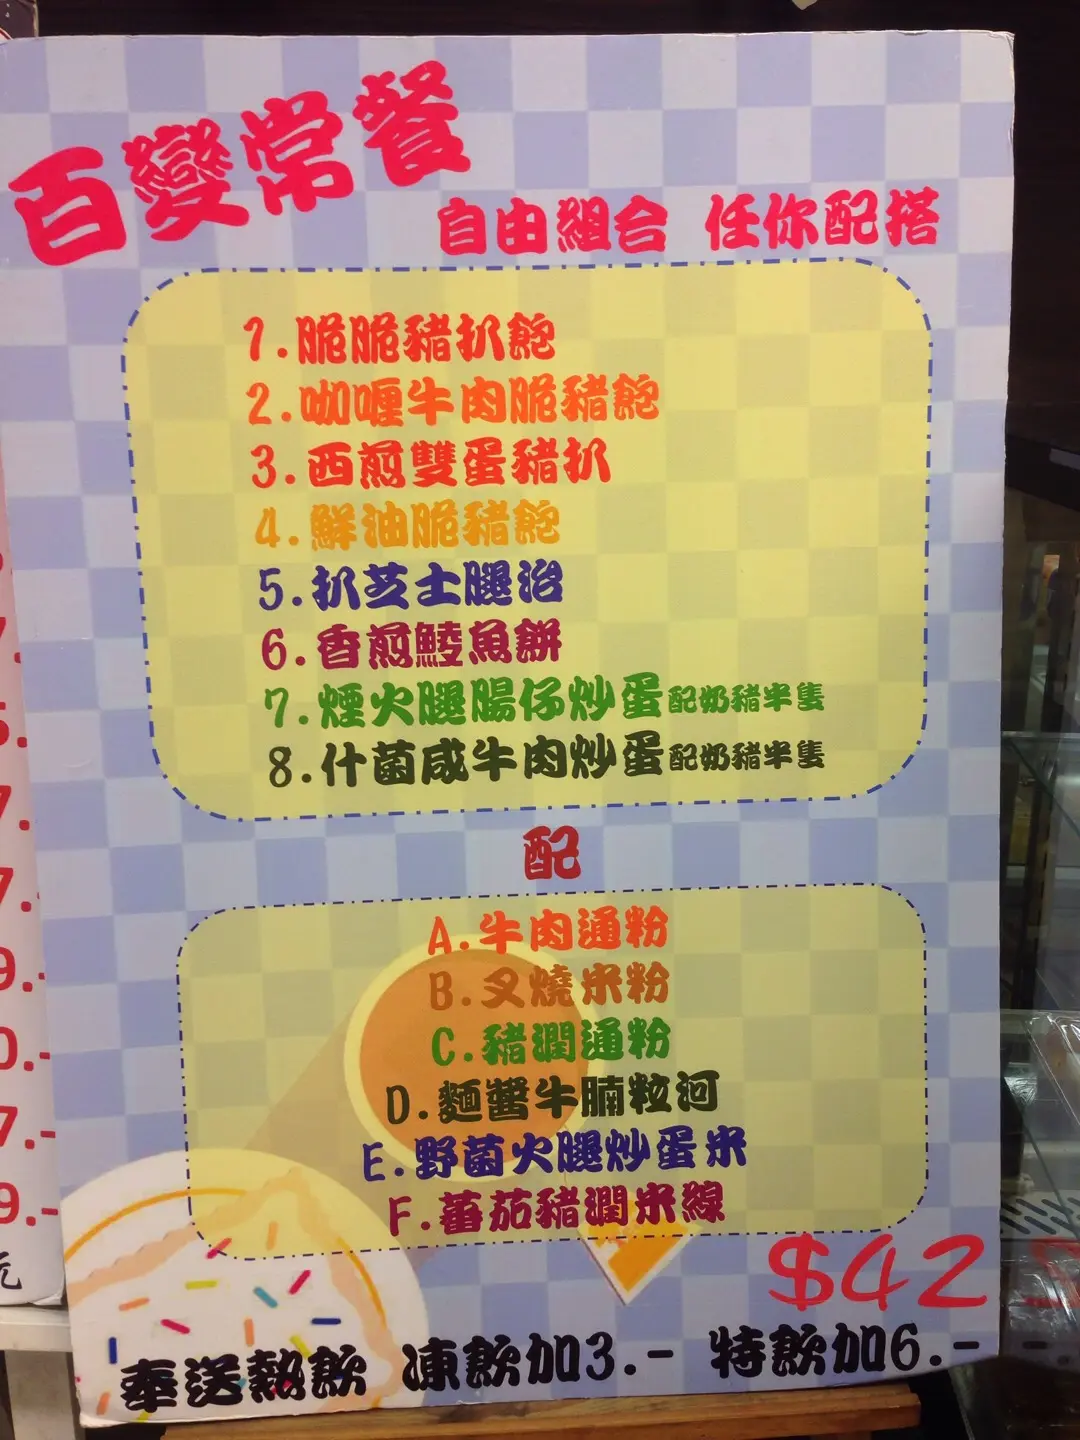 百變常餐
自由組合 任你配搭
1.脆脆豬扒飽
2.咖喱牛肉脆豬飽
3.西煎雙蛋豬扒
4.鮮油脆豬飽
5.扒芝士腿治
6.香煎鯪魚餅
7.煙火腿腸仔炒蛋配奶豬半隻
8.什菌咸牛肉炒蛋配奶豬半隻
配
A.牛肉通粉
B.叉燒米粉
C.豬潤通粉
D.麵醬牛腩粒河
E.野菌火腿炒蛋米
F.蕃茄豬潤米線
$42
奉送熱飲 凍飲加3.- 特飲加6.-